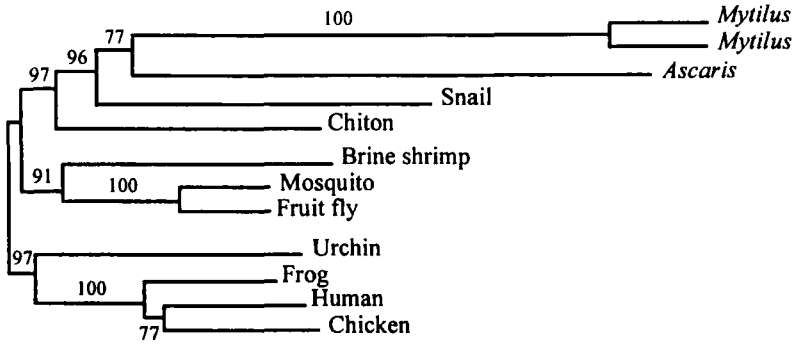 100
Mytilus
77
Mytilus
96
Ascaris
97
Snail
Chiton
Brine shrimp
91
100
Mosquito
Fruit fly
Urchin
97
Frog
100
Human
Chicken
77